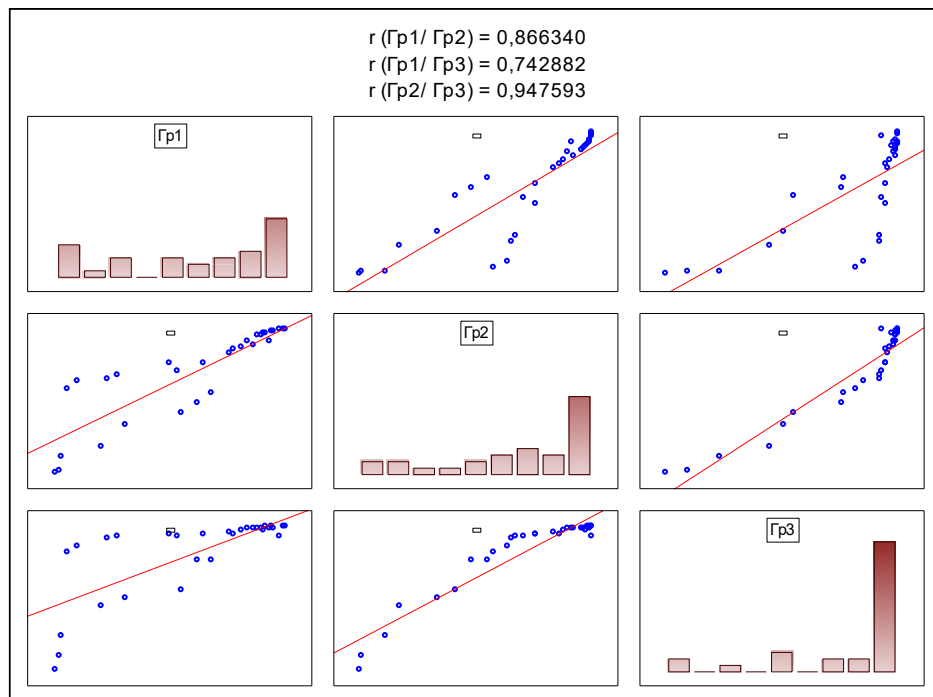 r (Гр1/ Гр2) = 0,866340
r (Гр1/ Гр3) = 0,742882
r (Гр2/ Гр3) = 0,947593
Гр1
Гр2
Гр3